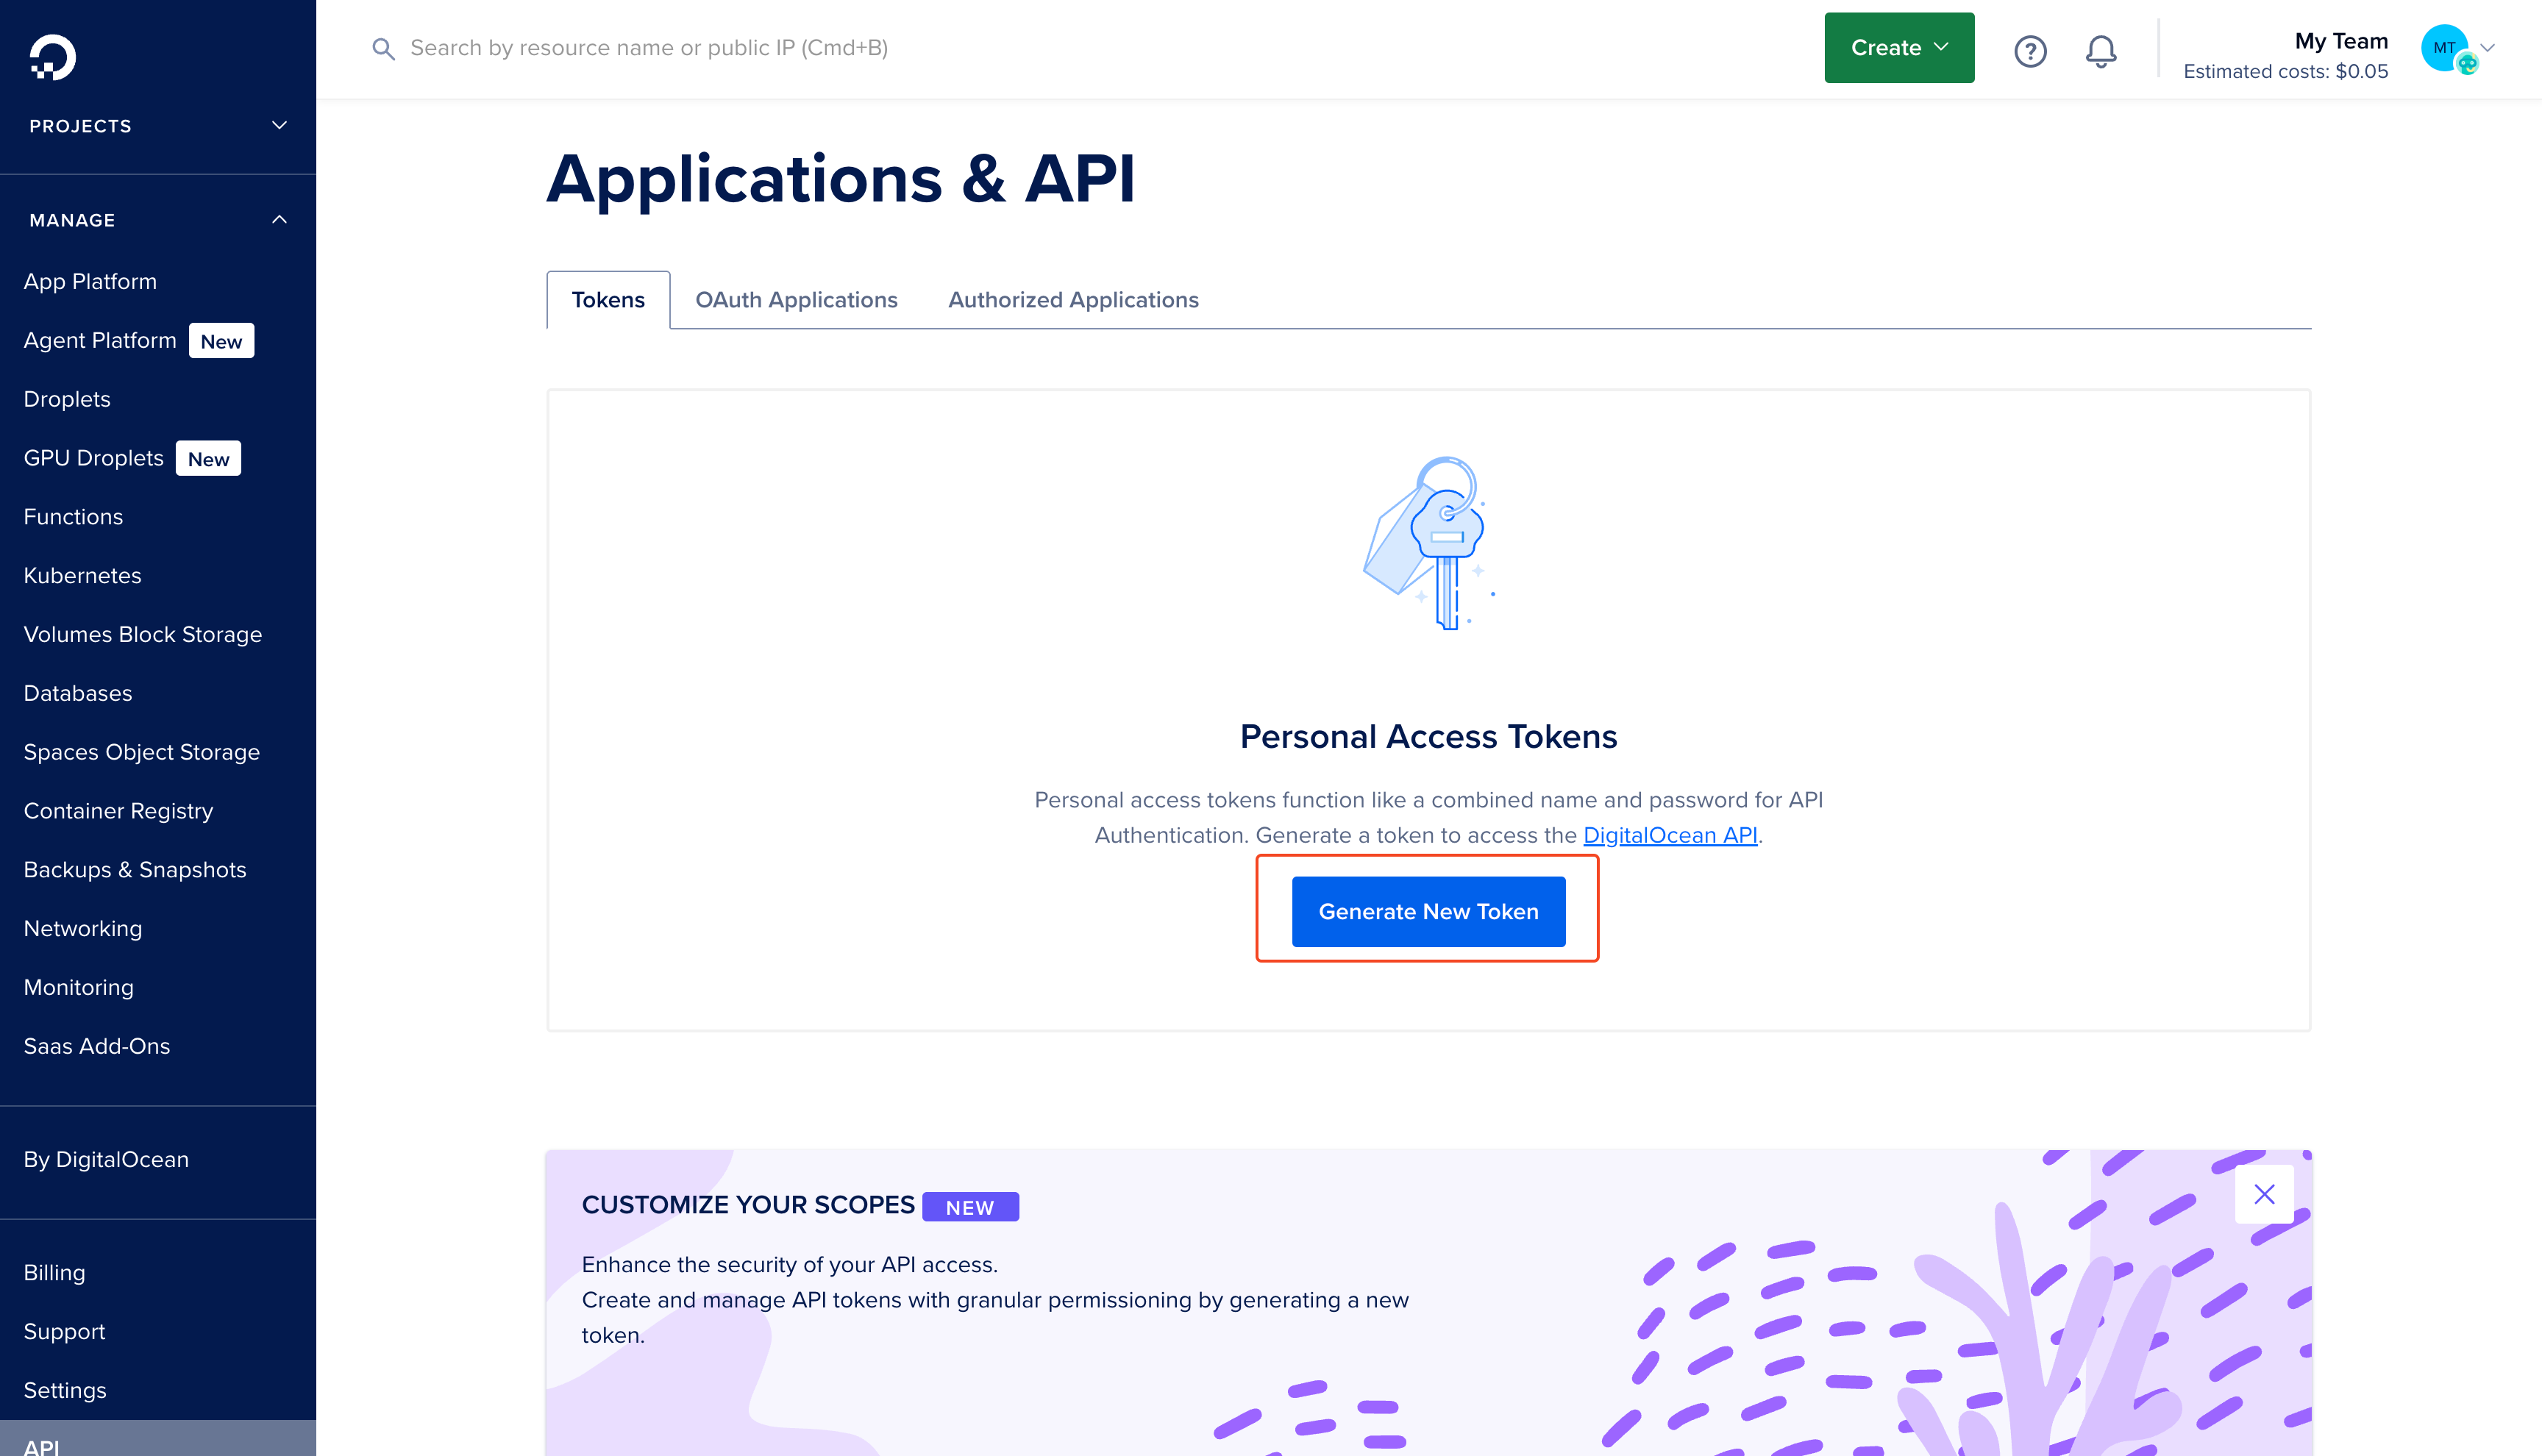 Search by resource name or public IP (Cmd+B)
Create
My Team
Estimated costs: $0.05
MT
PROJECTS
MANAGE
App Platform
Agent Platform New
Droplets
GPU Droplets New
Functions
Kubernetes
Volumes Block Storage
Databases
Spaces Object Storage
Container Registry
Backups & Snapshots
Networking
Monitoring
Saas Add-Ons
By DigitalOcean
Billing
Support
Settings
API
Applications & API
Tokens
OAuth Applications
Authorized Applications
Personal Access Tokens
Personal access tokens function like a combined name and password for API
Authentication. Generate a token to access the DigitalOcean API.
Generate New Token
CUSTOMIZE YOUR SCOPES NEW
Enhance the security of your API access.
Create and manage API tokens with granular permissioning by generating a new
token.